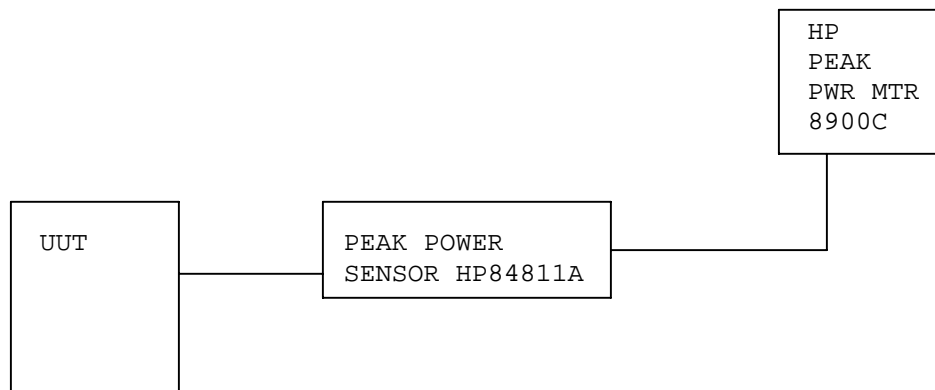 HP
PEAK
PWR MTR
8900C
UUT
PEAK POWER
SENSOR HP84811A